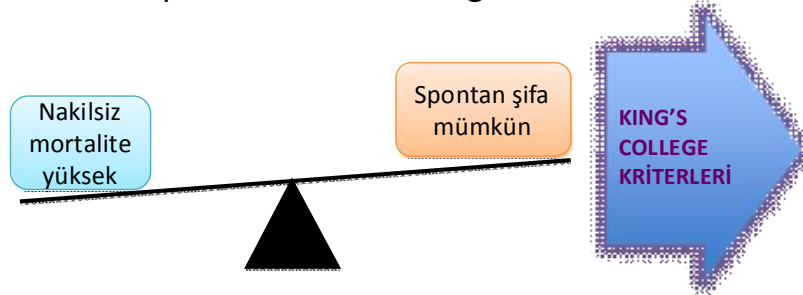 Nakilsiz
mortalite
yüksek
Spontan şifa
mümkün
KING’S
COLLEGE
KRİTERLERİ